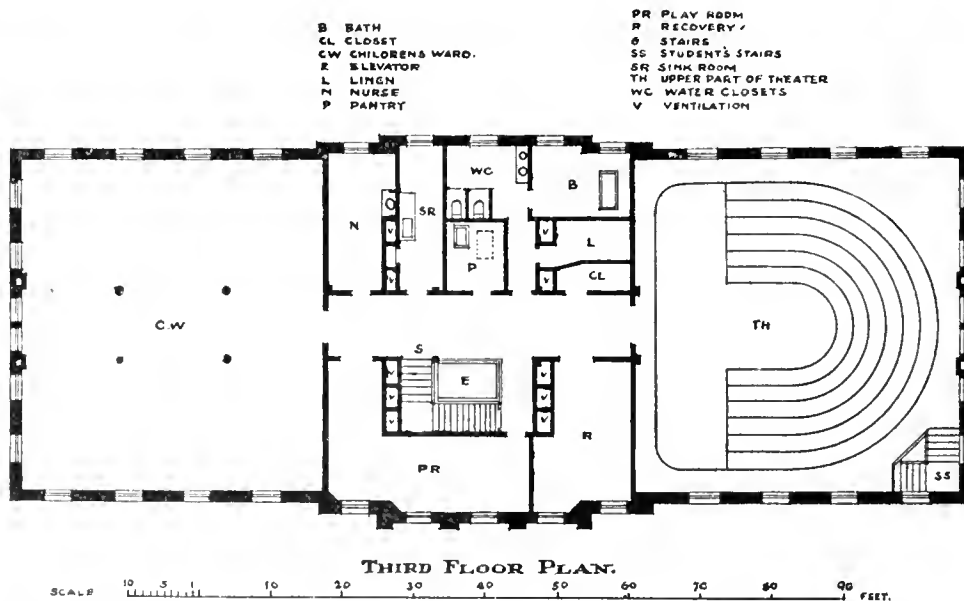 B BATH
CL CLOSET
CW CHILDRENS WARD.
E ELEVATOR
L LINEN
N NURSE
P PANTRY
PR PLAY ROOM
R RECOVERY
S STAIRS
SS STUDENT'S STAIRS
SR SINK ROOM
TH UPPER PART OF THEATER
WC WATER CLOSETS
V VENTILATION
WC
B
SR
N
V
V
L
P
V
CL
V
C.W
TH
S
V
E
V
V
V
R
V
V
PR
SS
THIRD FLOOR PLAN.
SCALE 10 5 1 10 20 30 40 50 60 70 80 90 FEET.